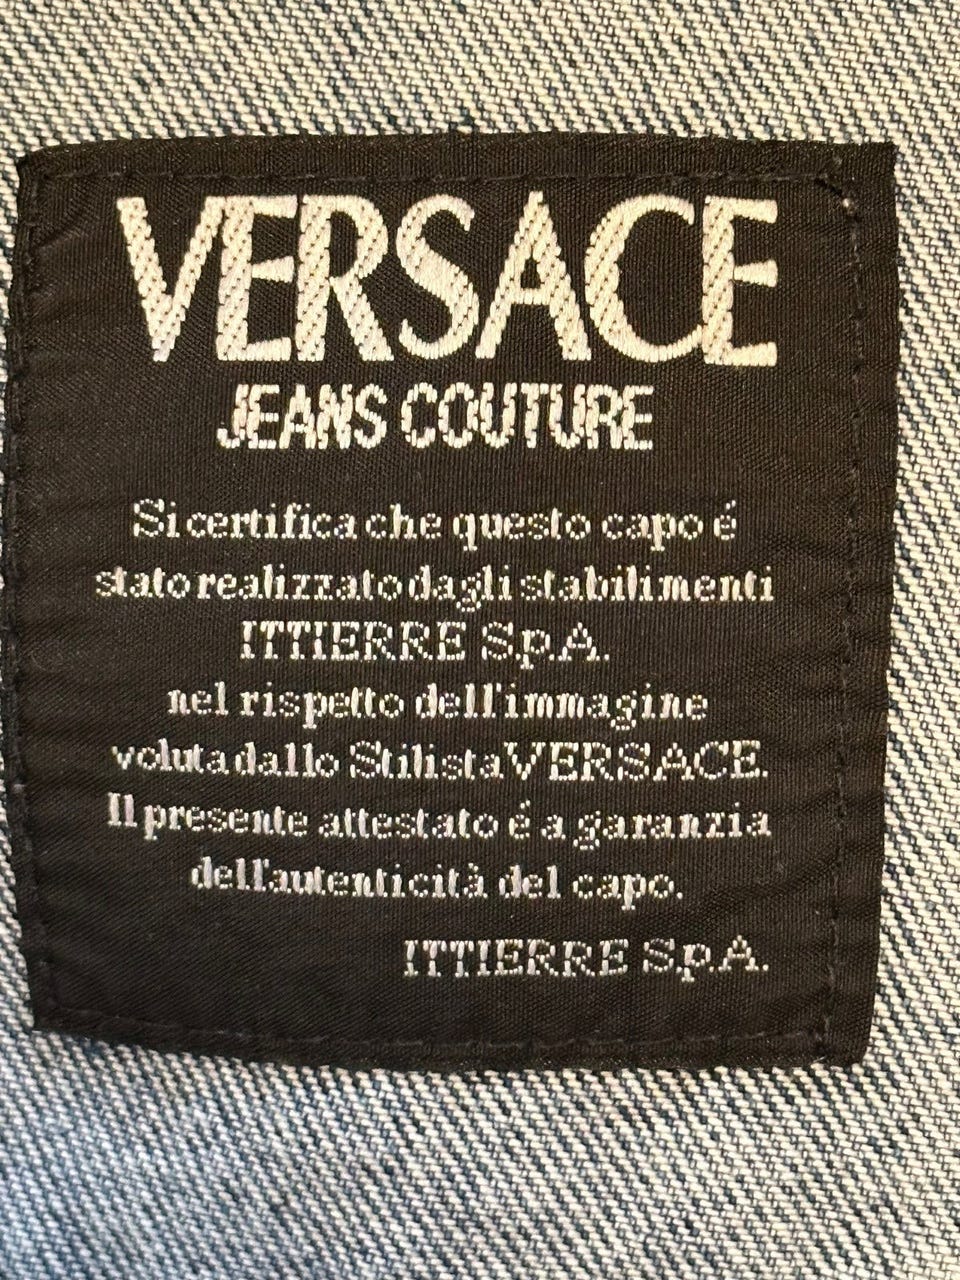 VERSACE
JEANS COUTURE
Si certifica che questo capo é
stato realizzato dagli stabilimenti
ITTIERRE S.p.A.
nel rispetto dell'immagine
voluta dallo Stilista VERSACE.
Il presente attestato é a garanzia
dell'autenticità del capo.
ITTIERRE S.p.A.